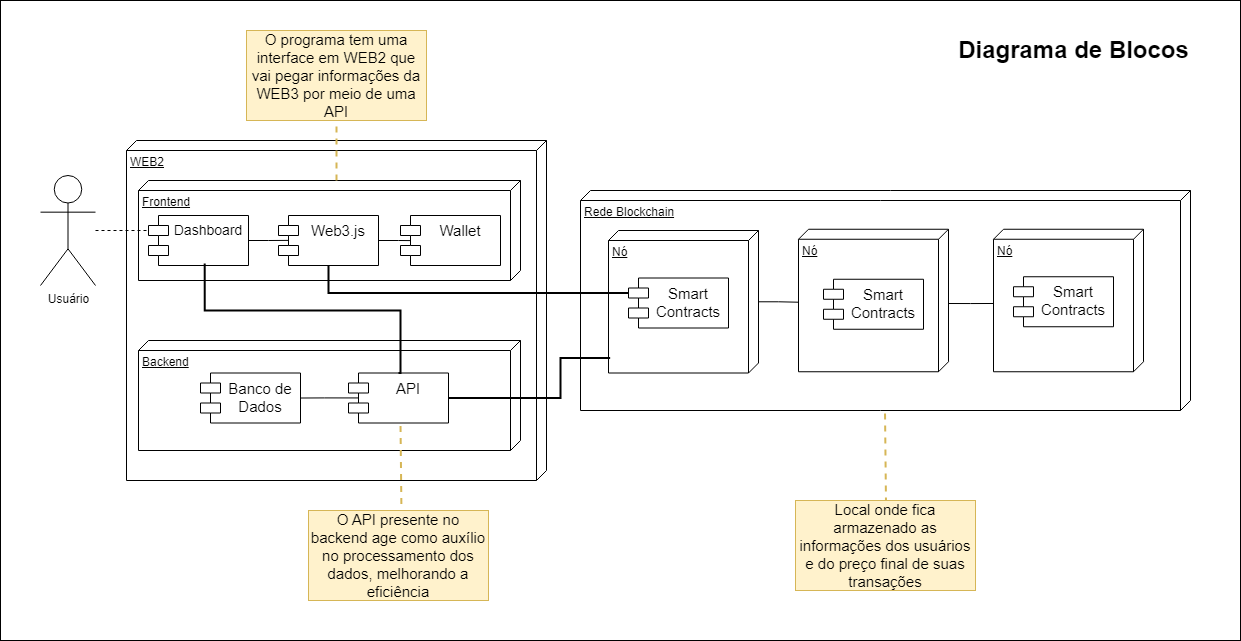 Diagrama de Blocos
O programa tem uma
interface em WEB2 que
vai pegar informações da
WEB3 por meio de uma
API
WEB2
Frontend
Dashboard
Web3.js
Wallet
Usuário
Rede Blockchain
Nó
Smart
Contracts
Nó
Smart
Contracts
Nó
Smart
Contracts
Backend
Banco de
Dados
API
O API presente no
backend age como auxílio
no processamento dos
dados, melhorando a
eficiência
Local onde fica
armazenado as
informações dos usuários
e do preço final de suas
transações